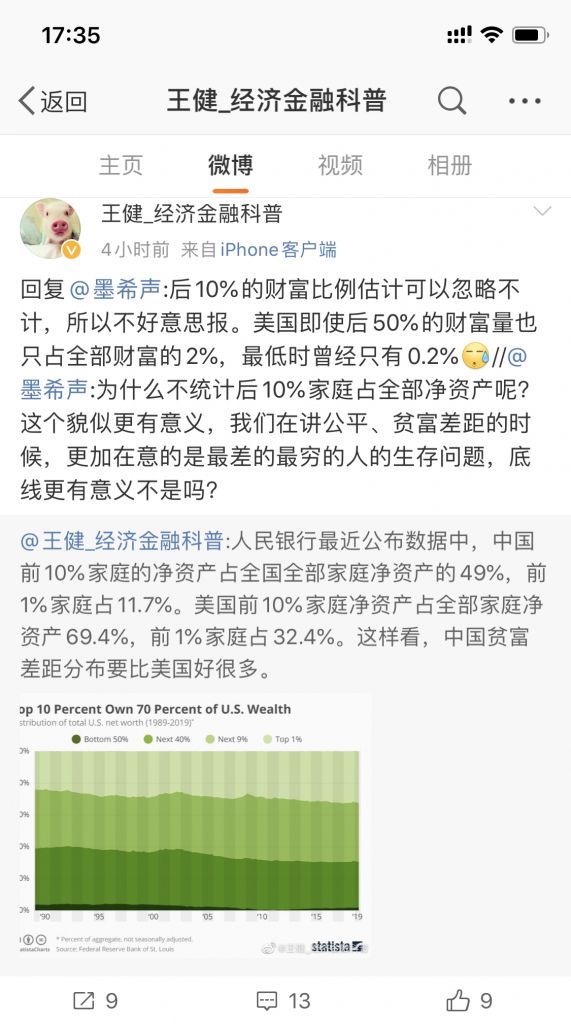 17:35
返回
王健_经济金融科普
主页
微博
视频
相册
王健_经济金融科普
4小时前 来自iPhone客户端
回复@墨希声:后10%的财富比例估计可以忽略不
计，所以不好意思报。美国即使后50%的财富量也
只占全部财富的2%，最低时曾经只有0.2%//@
墨希声:为什么不统计后10%家庭占全部净资产呢?
这个貌似更有意义，我们在讲公平、贫富差距的时
候，更加在意的是最差的最穷的人的生存问题，底
线更有意义不是吗?
@王健_经济金融科普:人民银行最近公布数据中，中国
前10%家庭的净资产占全国全部家庭净资产的49%，前
1%家庭占11.7%。美国前10%家庭净资产占全部家庭净
资产69.4%，前1%家庭占32.4%。这样看，中国贫富
差距分布要比美国好很多。
op 10 Percent Own 70 Percent of U.S. Wealth
stribution of total U.S. net worth (1989-2019)*
Bottom 50% Next 40% Next 9% Top 1%
0%
0%
0%
0%
0%
0%
'90 '95 '00 '05 '10 '15 '19
* Percent of aggregate, not seasonally adjusted.
atistaCharts Source: Federal Reserve Bank of St. Louis
statista
9 13 9